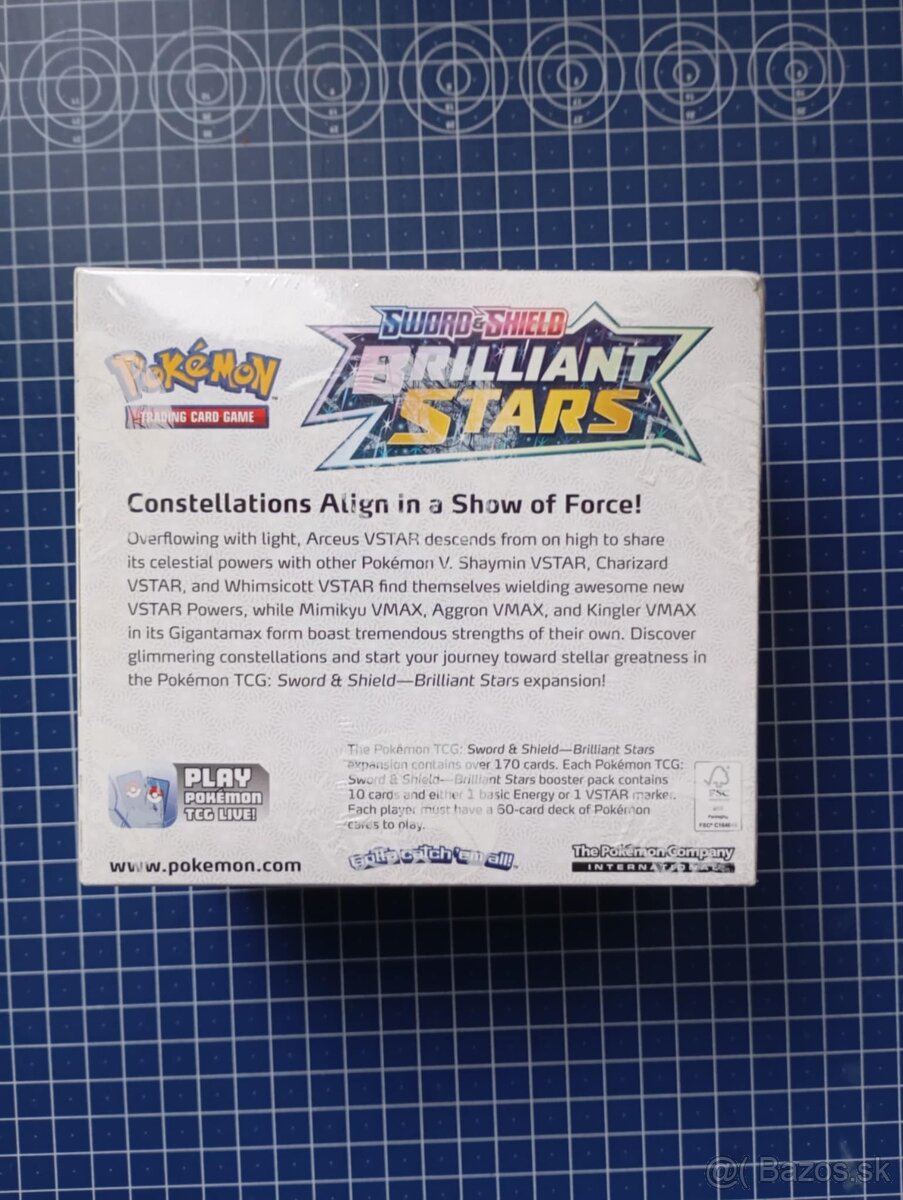 SWORD & SHIELD
BRILLIANT
STARS
POKéMON
TRADING CARD GAME
Constellations Align in a Show of Force!
Overflowing with light, Arceus VSTAR descends from on high to share
its celestial powers with other Pokémon V. Shaymin VSTAR, Charizard
VSTAR, and Whimsicott VSTAR find themselves wielding awesome new
VSTAR Powers, while Mimikyu VMAX, Aggron VMAX, and Kingler VMAX
in its Gigantamax form boast tremendous strengths of their own. Discover
glimmering constellations and start your journey toward stellar greatness in
the Pokémon TCG: Sword & Shield—Brilliant Stars expansion!
The Pokémon TCG: Sword & Shield—Brilliant Stars
expansion contains over 170 cards. Each Pokémon TCG:
Sword & Shield—Brilliant Stars booster pack contains
10 cards and either 1 basic Energy or 1 VSTAR marker.
Each player must have a 60-card deck of Pokémon
cards to play.
PLAY
POKéMON
TCG LIVE!
FSC
www.pokemon.com
Gotta catch 'em all!
The Pokémon Company
INTERNATIONAL
@( Bazos.sk